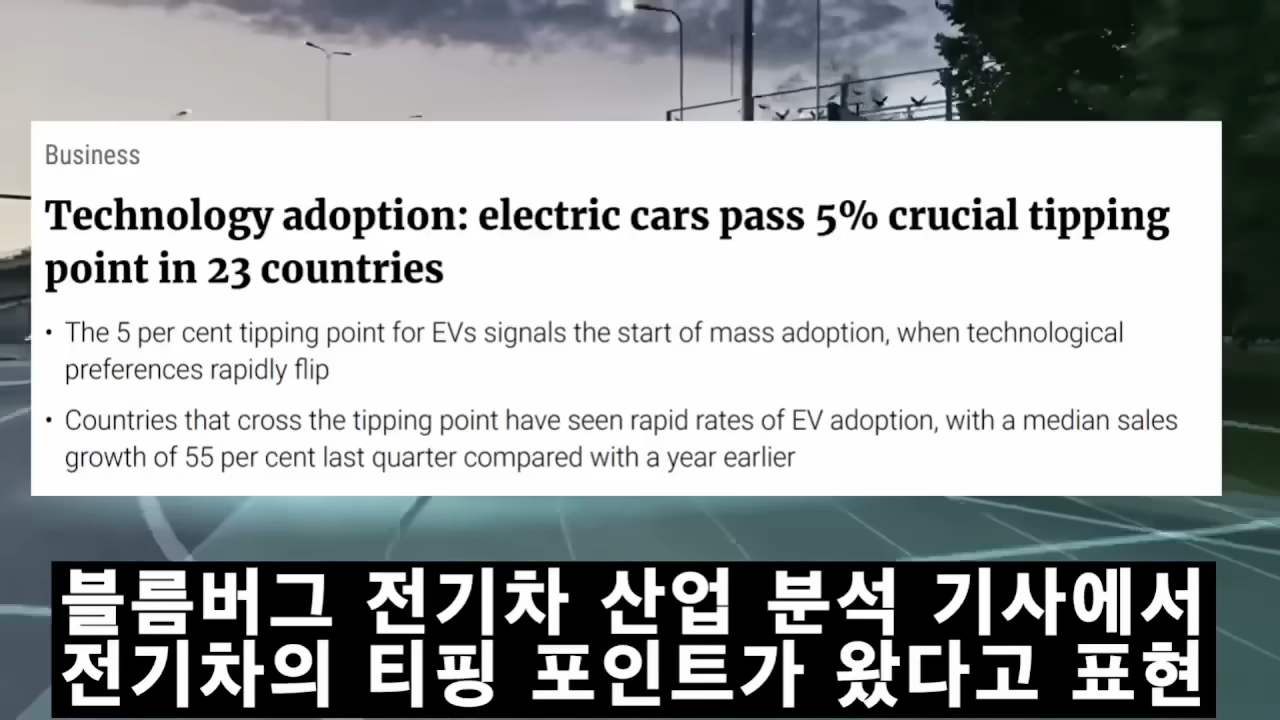 Business
Technology adoption: electric cars pass 5% crucial tipping
point in 23 countries
• The 5 per cent tipping point for EVs signals the start of mass adoption, when technological
preferences rapidly flip
• Countries that cross the tipping point have seen rapid rates of EV adoption, with a median sales
growth of 55 per cent last quarter compared with a year earlier
블름버그 전기차 산업 분석 기사에서
전기차의 티핑 포인트가 왔다고 표현